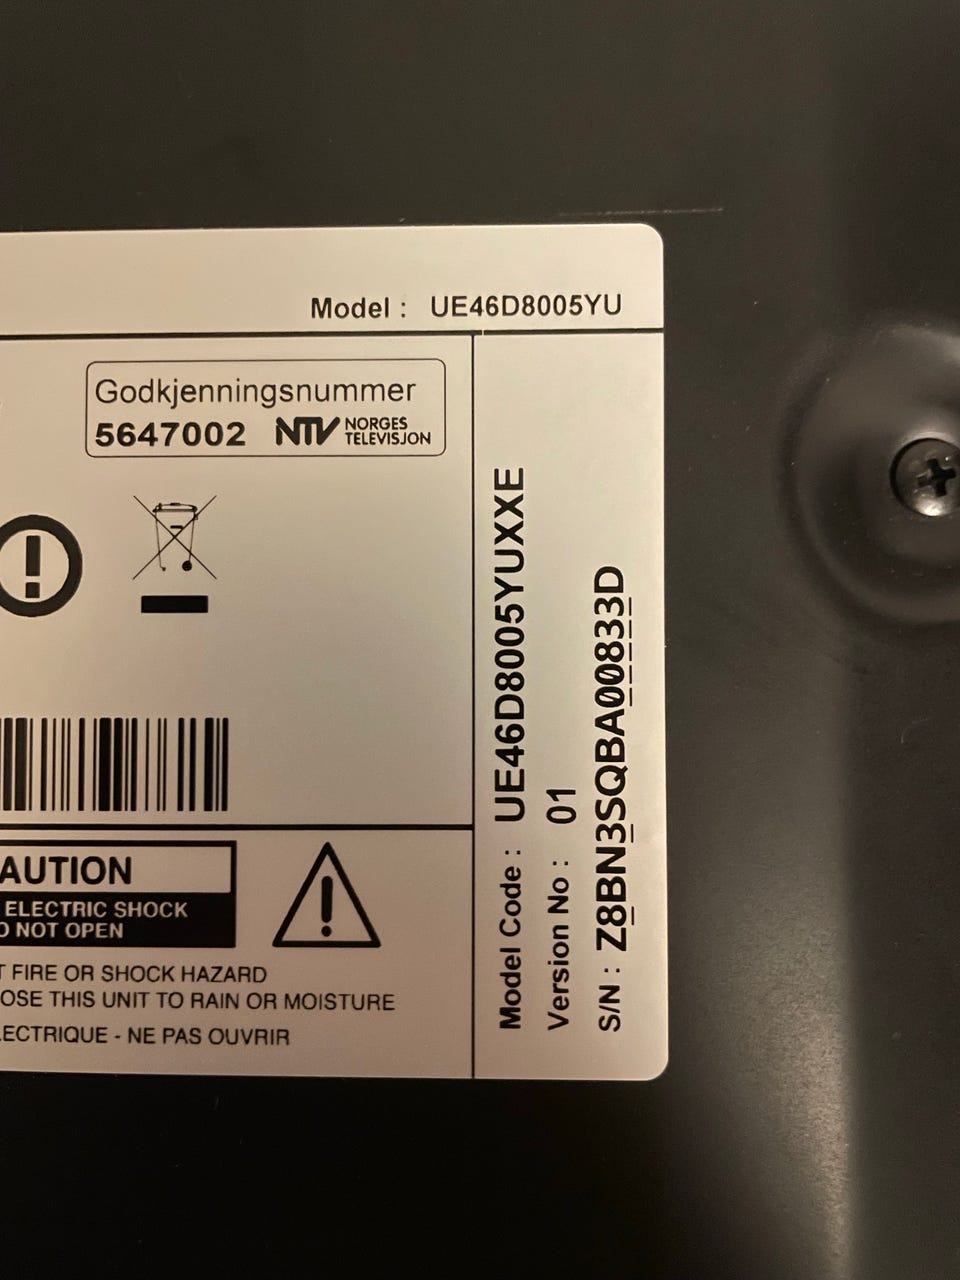 Model : UE46D8005YU
Godkjenningsnummer
5647002 NTV NORGES
TELEVISJON
AUTION
ELECTRIC SHOCK
NOT OPEN
FIRE OR SHOCK HAZARD
OSE THIS UNIT TO RAIN OR MOISTURE
ECTRIQUE - NE PAS OUVRIR
Model Code : UE46D8005YUXXE
Version No : 01
S/N : Z8BN3SQBA00833D